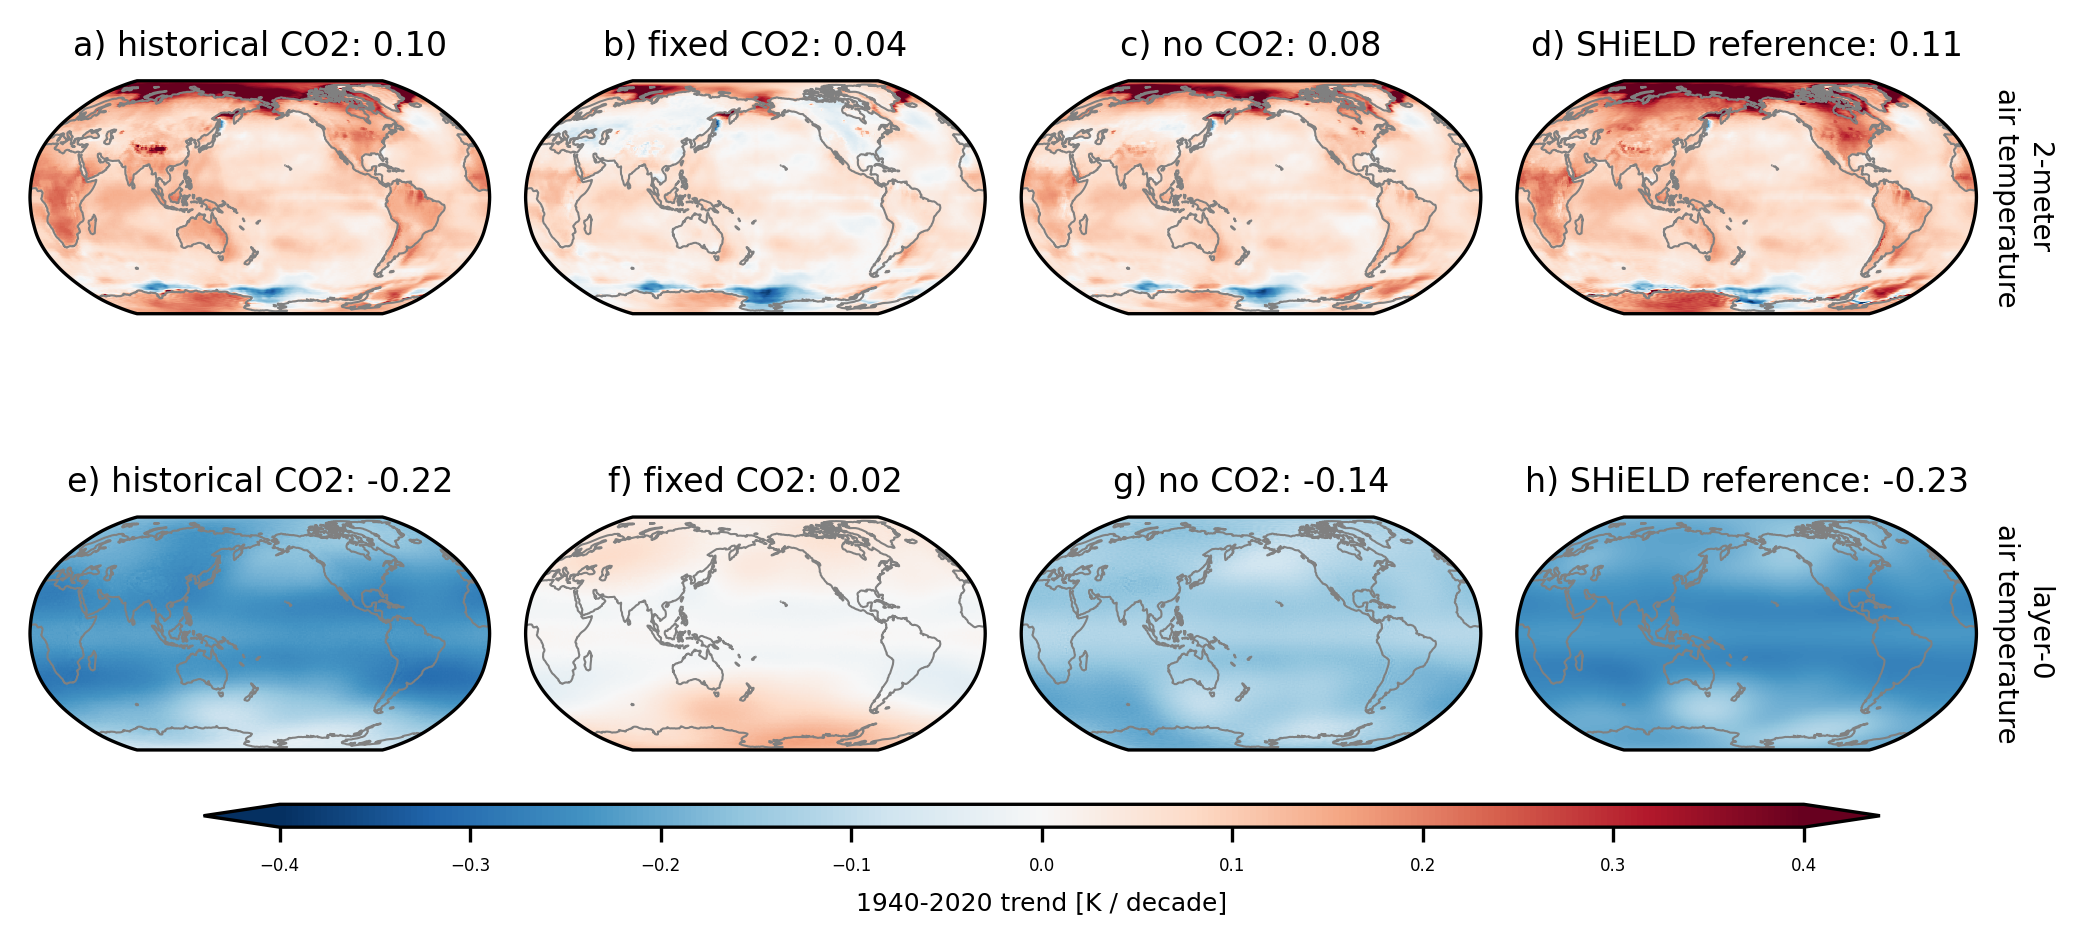 a) historical CO2: 0.10
b) fixed CO2: 0.04
c) no CO2: 0.08
d) SHiELD reference: 0.11
2-meter
air temperature
e) historical CO2: -0.22
f) fixed CO2: 0.02
g) no CO2: -0.14
h) SHiELD reference: -0.23
layer-0
air temperature
−0.4
−0.3
−0.2
−0.1
0.0
0.1
0.2
0.3
0.4
1940-2020 trend [K / decade]